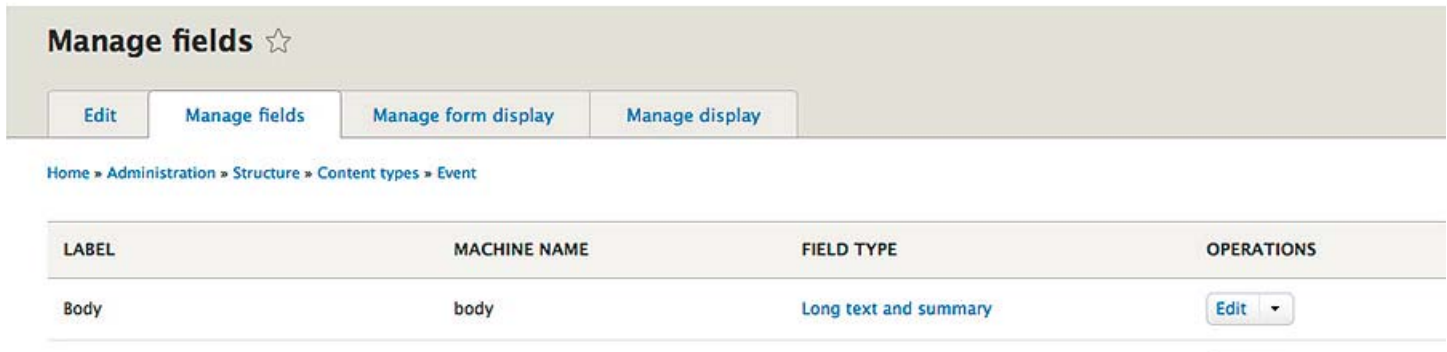 Manage fields
Edit Manage fields Manage form display Manage display
Home » Administration » Structure » Content types » Event
LABEL MACHINE NAME FIELD TYPE OPERATIONS
Body body Long text and summary Edit